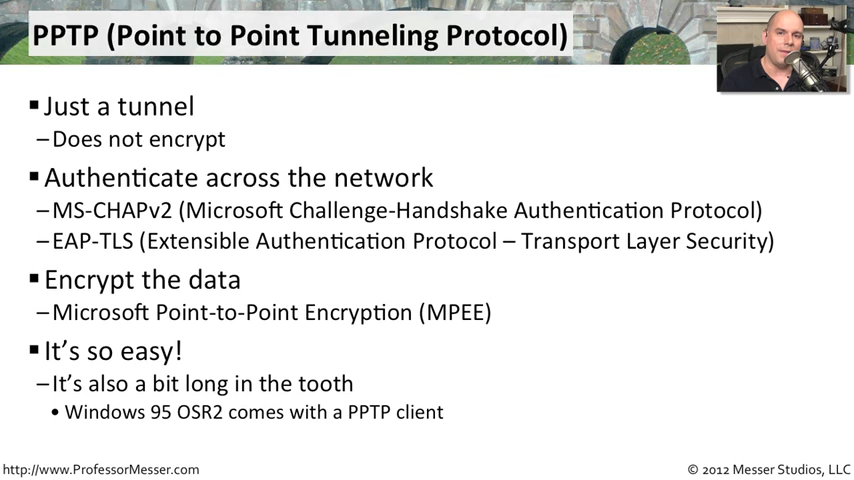 PPTP (Point to Point Tunneling Protocol)
▪Just a tunnel
–Does not encrypt
▪Authenticate across the network
–MS-CHAPv2 (Microsoft Challenge-Handshake Authentication Protocol)
–EAP-TLS (Extensible Authentication Protocol – Transport Layer Security)
▪Encrypt the data
–Microsoft Point-to-Point Encryption (MPEE)
▪It's so easy!
–It's also a bit long in the tooth
• Windows 95 OSR2 comes with a PPTP client
http://www.ProfessorMesser.com
© 2012 Messer Studios, LLC